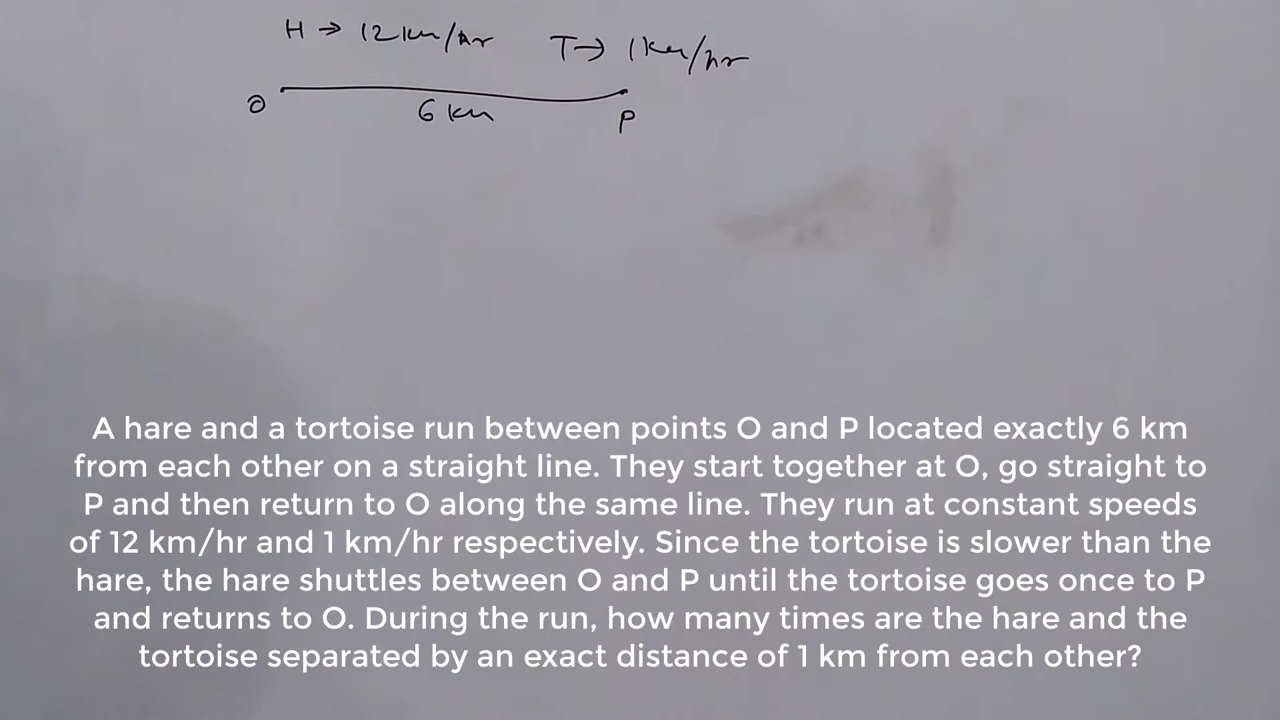 H → 12 km/hr T → 1 km/hr
O 6 km P
A hare and a tortoise run between points O and P located exactly 6 km
from each other on a straight line. They start together at O, go straight to
P and then return to O along the same line. They run at constant speeds
of 12 km/hr and 1 km/hr respectively. Since the tortoise is slower than the
hare, the hare shuttles between O and P until the tortoise goes once to P
and returns to O. During the run, how many times are the hare and the
tortoise separated by an exact distance of 1 km from each other?